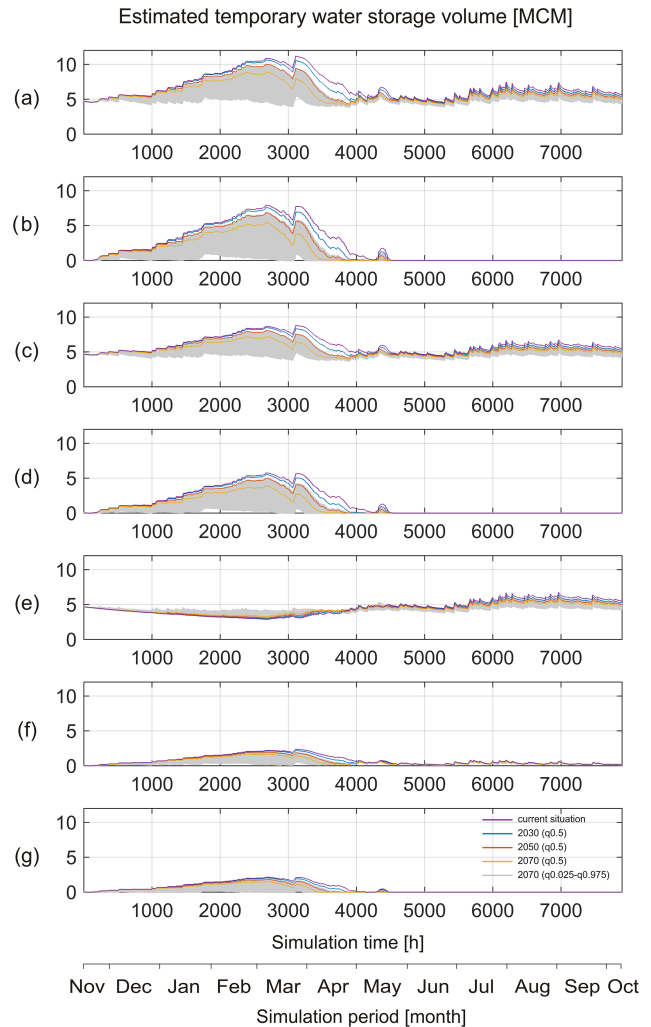 Estimated temporary water storage volume [MCM]
10
(a) 5
0
1000 2000 3000 4000 5000 6000 7000
10
(b) 5
0
1000 2000 3000 4000 5000 6000 7000
10
(c) 5
0
1000 2000 3000 4000 5000 6000 7000
10
(d) 5
0
1000 2000 3000 4000 5000 6000 7000
10
(e) 5
0
1000 2000 3000 4000 5000 6000 7000
10
(f) 5
0
1000 2000 3000 4000 5000 6000 7000
10
current situation
2030 (q0.5)
(g) 5
2050 (q0.5)
2070 (q0.5)
2070 (q0.025-q0.975)
0
1000 2000 3000 4000 5000 6000 7000
Simulation time [h]
Nov Dec Jan Feb Mar Apr May Jun Jul Aug Sep Oct
Simulation period [month]